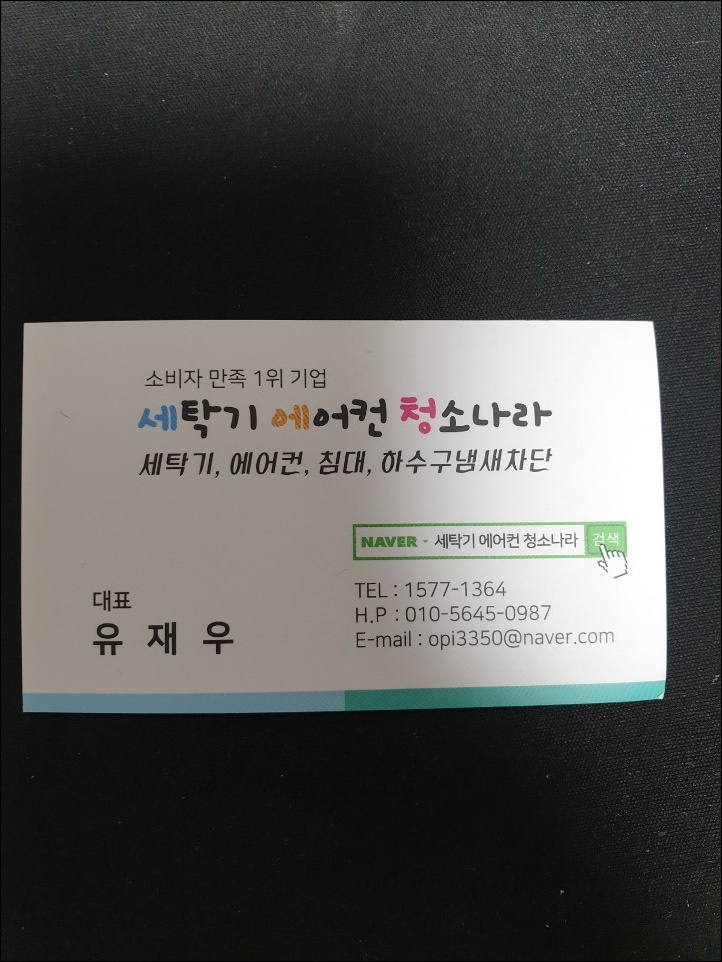 소비자 만족 1위 기업
세탁기 에어컨 청소나라
세탁기, 에어컨, 침대, 하수구냄새차단
NAVER 세탁기 에어컨 청소나라 검색
대표
유 재 우
TEL : 1577-1364
H.P : 010-5645-0987
E-mail : opi3350@naver.com